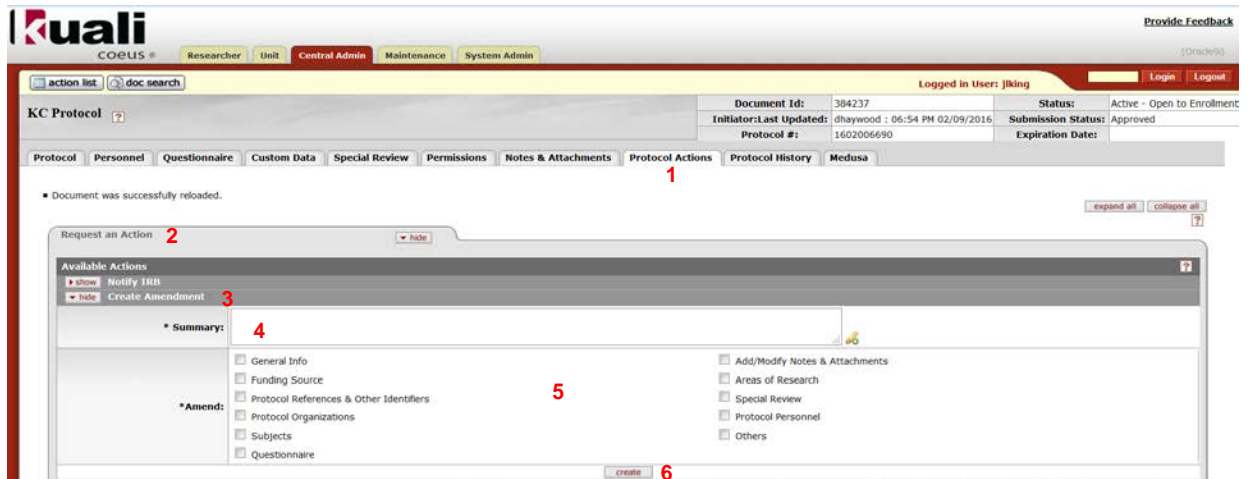 kuali
coeus
Provide Feedback
Researcher Unit Central Admin Maintenance System Admin
(Oracle9i)
action list doc search
Logged in User: jlking
Login Logout
KC Protocol ?
Document Id: 384237 Status: Active - Open to Enrollment
Initiator:Last Updated: dhaywood : 06:54 PM 02/09/2016 Submission Status: Approved
Protocol #: 1602006690 Expiration Date:
Protocol Personnel Questionnaire Custom Data Special Review Permissions Notes & Attachments Protocol Actions Protocol History Medusa
1
Document was successfully reloaded.
expand all collapse all
?
Request an Action 2 hide
Available Actions ?
show Notify IRB
hide Create Amendment 3
* Summary: 4
*Amend: 5
General Info Add/Modify Notes & Attachments
Funding Source Areas of Research
Protocol References & Other Identifiers Special Review
Protocol Organizations Protocol Personnel
Subjects Others
Questionnaire
create 6